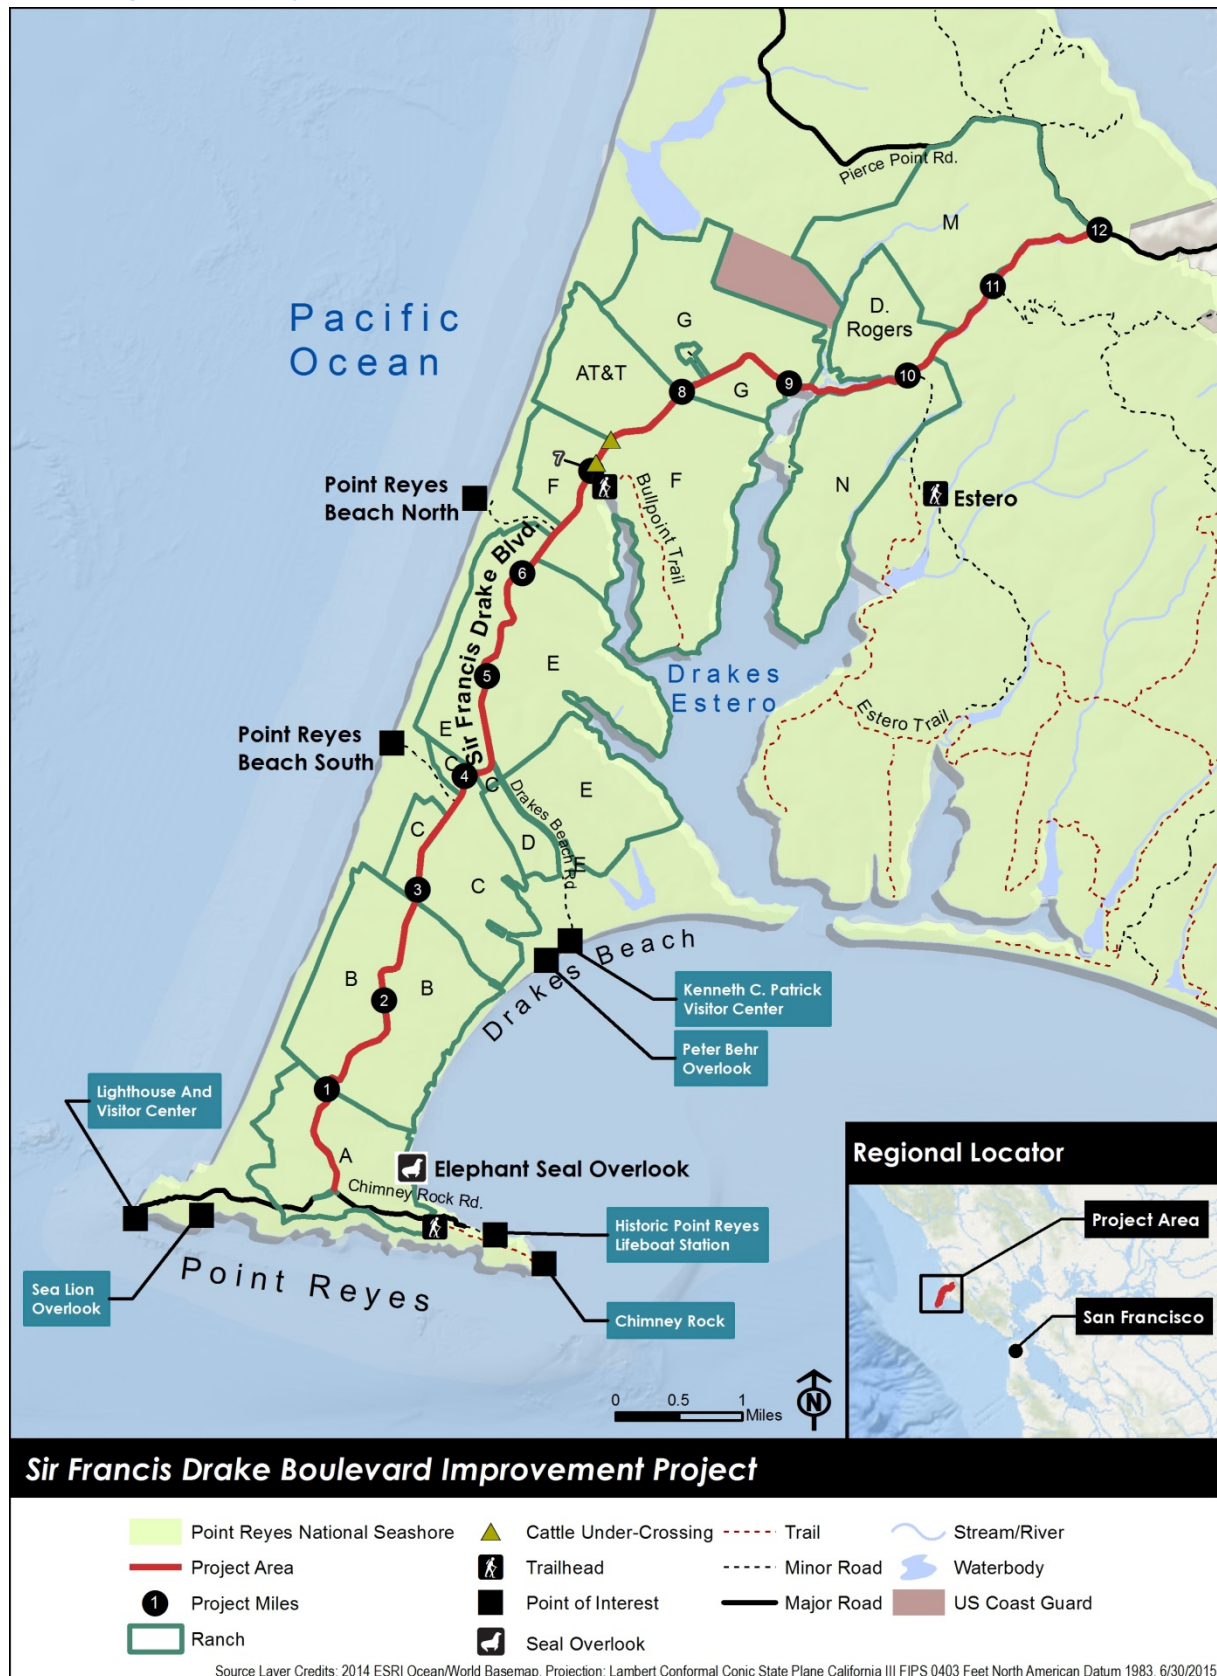 Pierce Point Rd.
M
12
11
Pacific
Ocean
G
D.
Rogers
AT&T
8
G
9
10
7
F
F
Bullpoint Trail
N
Estero
Point Reyes
Beach North
Sir Francis Drake Blvd.
6
5
E
Drakes
Estero
Estero Trail
Point Reyes
Beach South
E
C
4
C
Drakes Beach Rd.
E
D
C
E
3
C
Drakes Beach
B
B
2
Kenneth C. Patrick
Visitor Center
Peter Behr
Overlook
Lighthouse And
Visitor Center
1
A
Elephant Seal Overlook
Chimney Rock Rd.
Historic Point Reyes
Lifeboat Station
Sea Lion
Overlook
Point Reyes
Chimney Rock
Regional Locator
Project Area
San Francisco
N
0 0.5 1
Miles
Sir Francis Drake Boulevard Improvement Project
Point Reyes National Seashore
Project Area
1 Project Miles
Ranch
Cattle Under-Crossing
Trailhead
Point of Interest
Seal Overlook
Trail
Minor Road
Major Road
Stream/River
Waterbody
US Coast Guard
Source Layer Credits: 2014 ESRI Ocean/World Basemap. Projection: Lambert Conformal Conic State Plane California III FIPS 0403 Feet North American Datum 1983. 6/30/2015